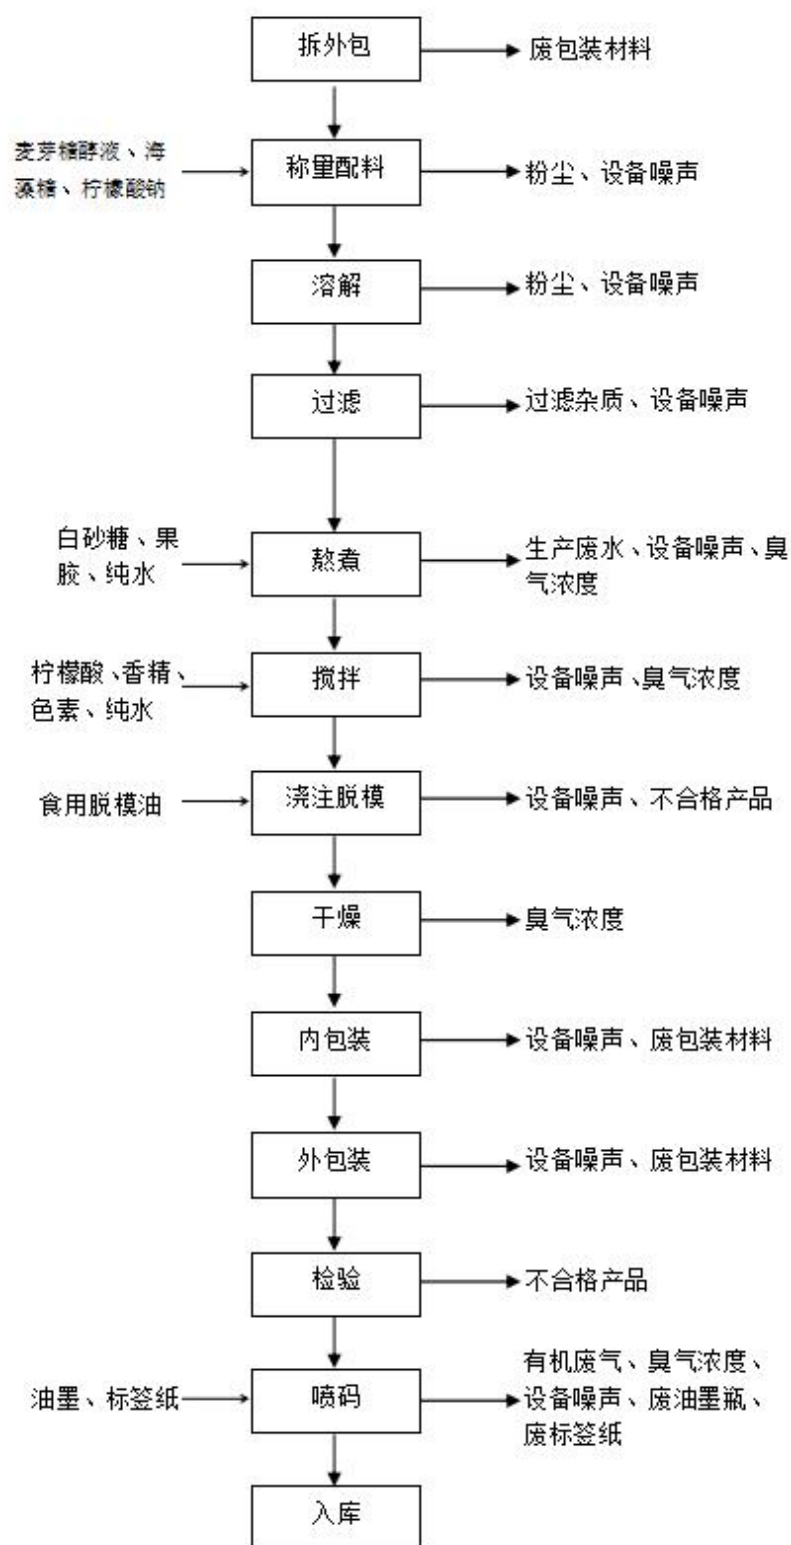 拆外包
废包装材料
麦芽糖醇液、海
藻糖、柠檬酸钠
称量配料
粉尘、设备噪声
溶解
粉尘、设备噪声
过滤
过滤杂质、设备噪声
白砂糖、果
胶、纯水
熬煮
生产废水、设备噪声、臭
气浓度
柠檬酸、香精、
色素、纯水
搅拌
设备噪声、臭气浓度
食用脱模油
浇注脱模
设备噪声、不合格产品
干燥
臭气浓度
内包装
设备噪声、废包装材料
外包装
设备噪声、废包装材料
检验
不合格产品
油墨、标签纸
喷码
有机废气、臭气浓度、
设备噪声、废油墨瓶、
废标签纸
入库